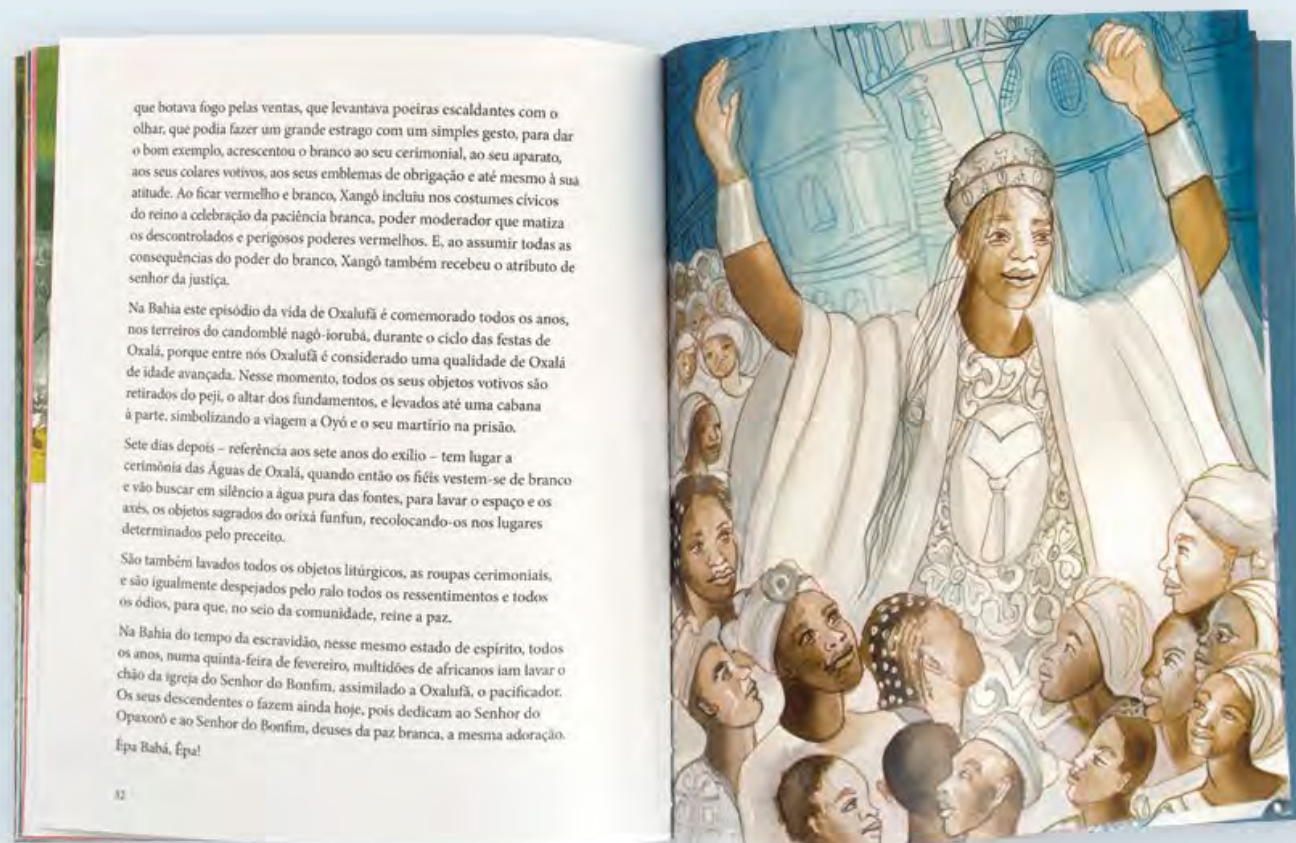 que botava fogo pelas ventas, que levantava poeiras escaldantes com o
olhar, que podia fazer um grande estrago com um simples gesto, para dar
o bom exemplo, acrescentou o branco ao seu cerimonial, ao seu aparato,
aos seus colares votivos, aos seus emblemas de obrigação e até mesmo à sua
atitude. Ao ficar vermelho e branco, Xangô incluiu nos costumes cívicos
do reino a celebração da paciência branca, poder moderador que matiza
os descontrolados e perigosos poderes vermelhos. E, ao assumir todas as
consequências do poder do branco, Xangô também recebeu o atributo de
senhor da justiça.
Na Bahia este episódio da vida de Oxalufã é comemorado todos os anos,
nos terreiros do candomblé nagô-iorubá, durante o ciclo das festas de
Oxalá, porque entre nós Oxalufã é considerado uma qualidade de Oxalá
de idade avançada. Nesse momento, todos os seus objetos votivos são
retirados do peji, o altar dos fundamentos, e levados até uma cabana
à parte, simbolizando a viagem a Oyó e o seu martírio na prisão.
Sete dias depois – referência aos sete anos do exílio – tem lugar a
cerimônia das Águas de Oxalá, quando então os fiéis vestem-se de branco
e vão buscar em silêncio a água pura das fontes, para lavar o espaço e os
axés, os objetos sagrados do orixá funfun, recolocando-os nos lugares
determinados pelo preceito.
São também lavados todos os objetos litúrgicos, as roupas cerimoniais,
e são igualmente despejados pelo ralo todos os ressentimentos e todos
os ódios, para que, no seio da comunidade, reine a paz.
Na Bahia do tempo da escravidão, nesse mesmo estado de espírito, todos
os anos, numa quinta-feira de fevereiro, multidões de africanos iam lavar o
chão da igreja do Senhor do Bonfim, assimilado a Oxalufã, o pacificador.
Os seus descendentes o fazem ainda hoje, pois dedicam ao Senhor do
Opaxorô e ao Senhor do Bonfim, deuses da paz branca, a mesma adoração.
Êpa Babá, Êpa!
32